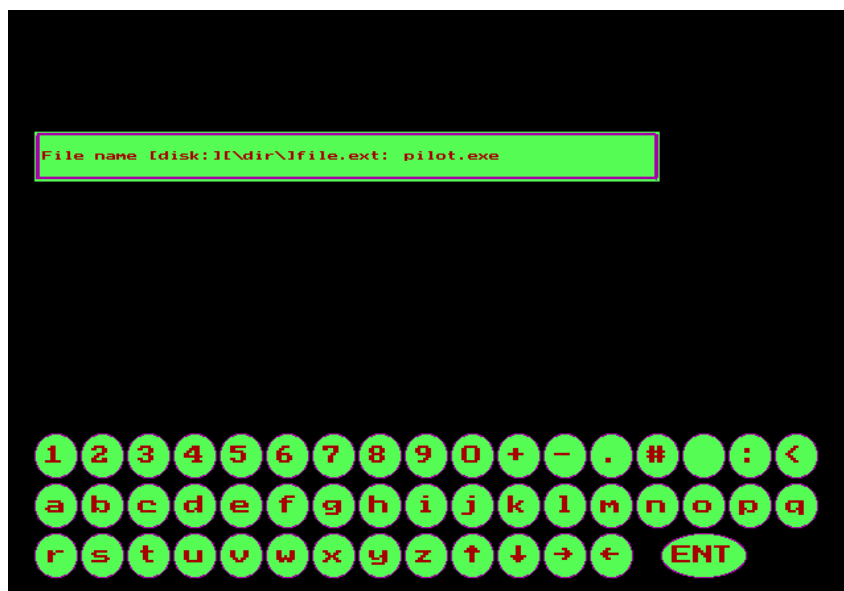 File name [disk:][\dir\]file.ext: pilot.exe
1 2 3 4 5 6 7 8 9 0 + - . # : <
a b c d e f g h i j k l m n o p q
r s t u v w x y z ↑ ↓ → ← ENT